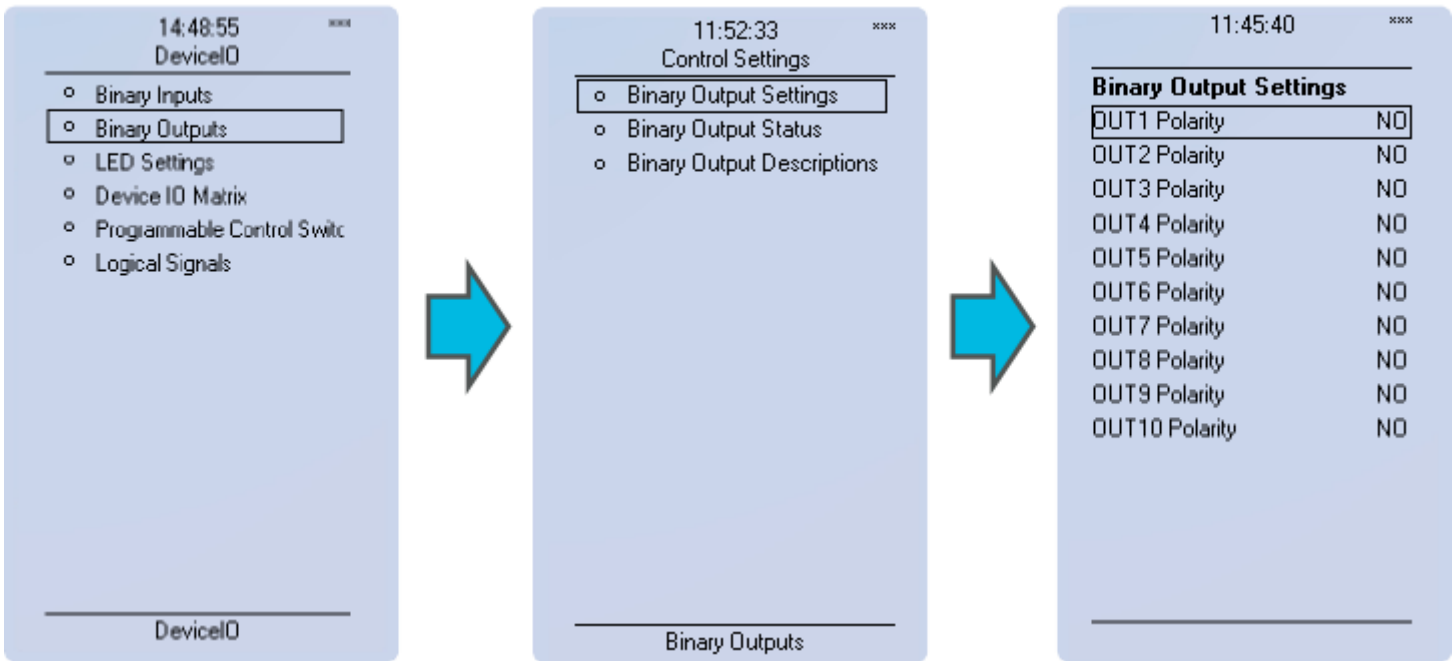 14:48:55 ***
DeviceIO
Binary Inputs
Binary Outputs
LED Settings
Device IO Matrix
Programmable Control Switc
Logical Signals
DeviceIO
11:52:33 ***
Control Settings
Binary Output Settings
Binary Output Status
Binary Output Descriptions
Binary Outputs
11:45:40 ***
Binary Output Settings
OUT1 Polarity NO
OUT2 Polarity NO
OUT3 Polarity NO
OUT4 Polarity NO
OUT5 Polarity NO
OUT6 Polarity NO
OUT7 Polarity NO
OUT8 Polarity NO
OUT9 Polarity NO
OUT10 Polarity NO